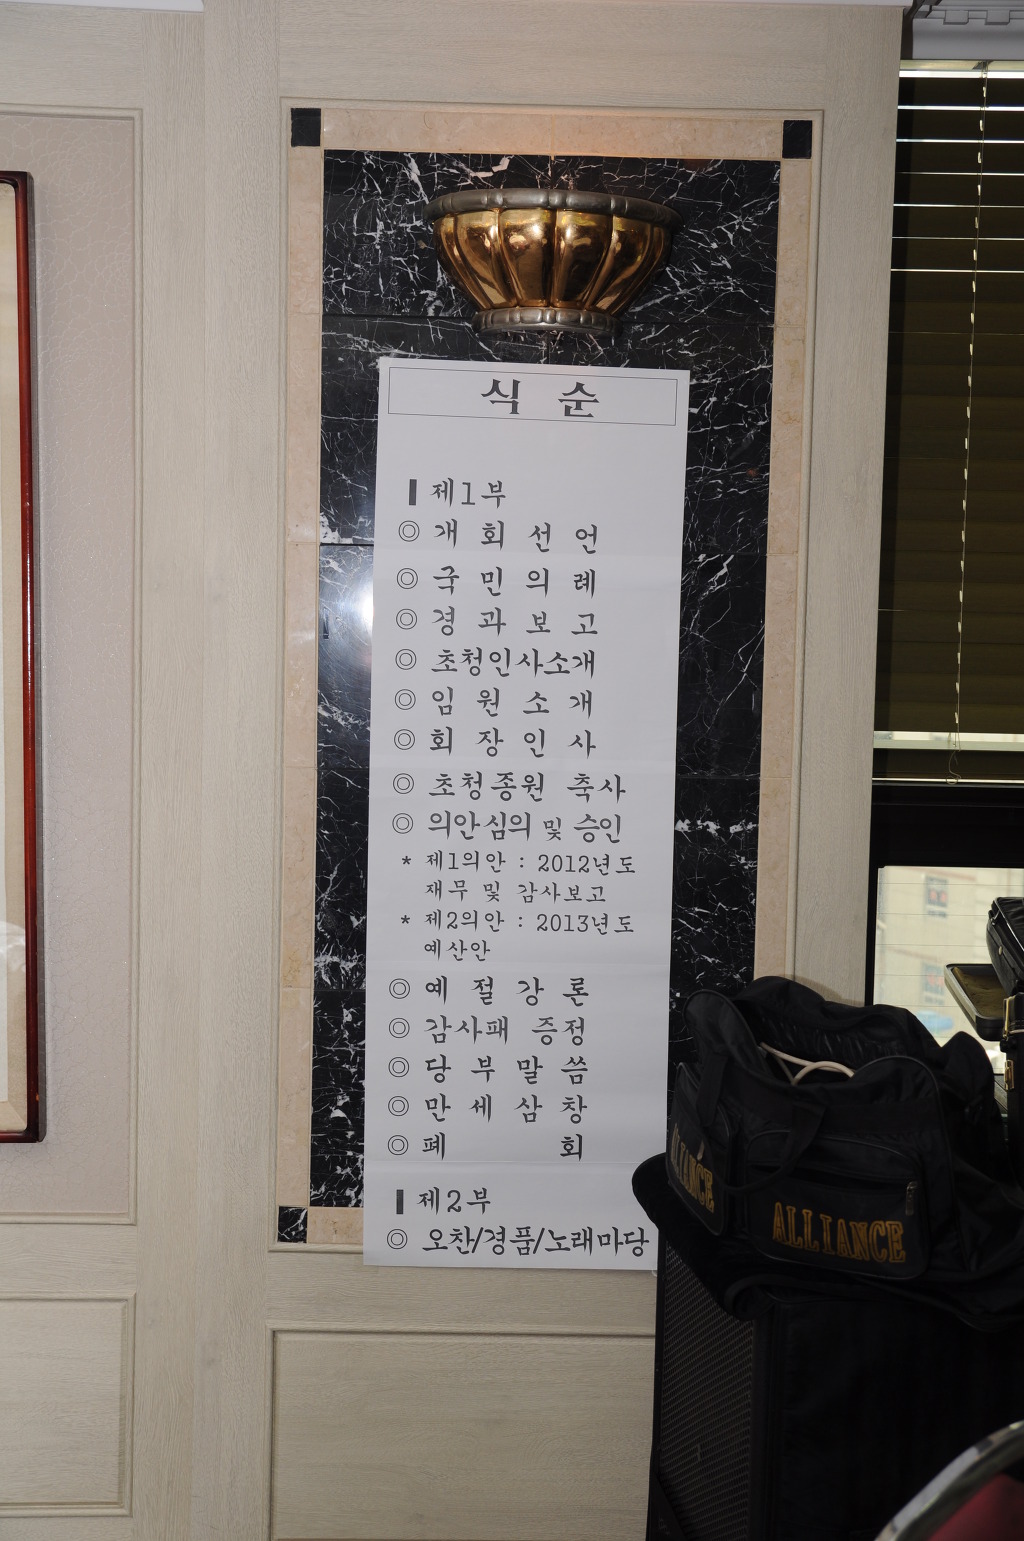 식 순
▌제1부
◎ 개 회 선 언
◎ 국 민 의 례
◎ 경 과 보 고
◎ 초청인사소개
◎ 임 원 소 개
◎ 회 장 인 사
◎ 초청종원 축사
◎ 의안심의 및 승인
* 제1의안 : 2012년도
재무 및 감사보고
* 제2의안 : 2013년도
예산안
◎ 예 절 강 론
◎ 감사패 증정
◎ 당 부 말 씀
◎ 만 세 삼 창
◎ 폐 회
▌제2부
◎ 오찬/경품/노래마당
ALLIANCE